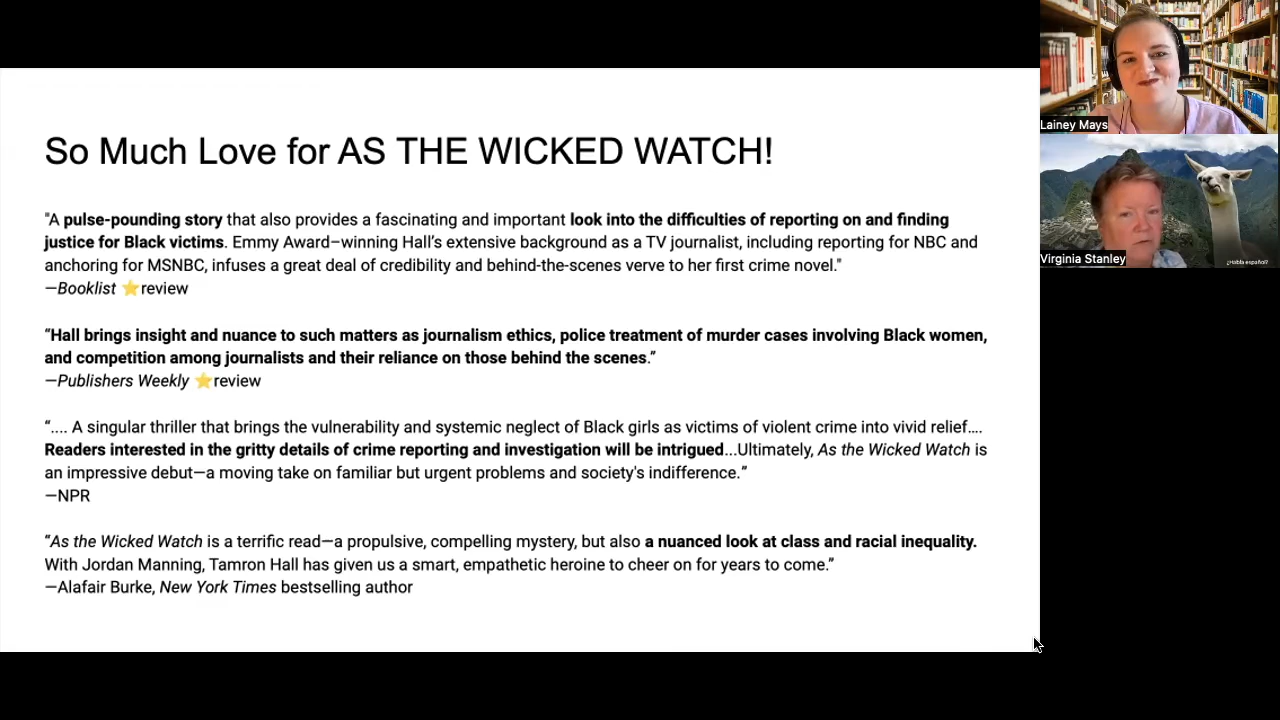 So Much Love for AS THE WICKED WATCH!
"A pulse-pounding story that also provides a fascinating and important look into the difficulties of reporting on and finding
justice for Black victims. Emmy Award–winning Hall’s extensive background as a TV journalist, including reporting for NBC and
anchoring for MSNBC, infuses a great deal of credibility and behind-the-scenes verve to her first crime novel."
—Booklist ⭐review
“Hall brings insight and nuance to such matters as journalism ethics, police treatment of murder cases involving Black women,
and competition among journalists and their reliance on those behind the scenes.”
—Publishers Weekly ⭐review
“.... A singular thriller that brings the vulnerability and systemic neglect of Black girls as victims of violent crime into vivid relief....
Readers interested in the gritty details of crime reporting and investigation will be intrigued...Ultimately, As the Wicked Watch is
an impressive debut—a moving take on familiar but urgent problems and society's indifference.”
—NPR
“As the Wicked Watch is a terrific read—a propulsive, compelling mystery, but also a nuanced look at class and racial inequality.
With Jordan Manning, Tamron Hall has given us a smart, empathetic heroine to cheer on for years to come.”
—Alafair Burke, New York Times bestselling author
Lainey Mays
Virginia Stanley
¿Habla español?